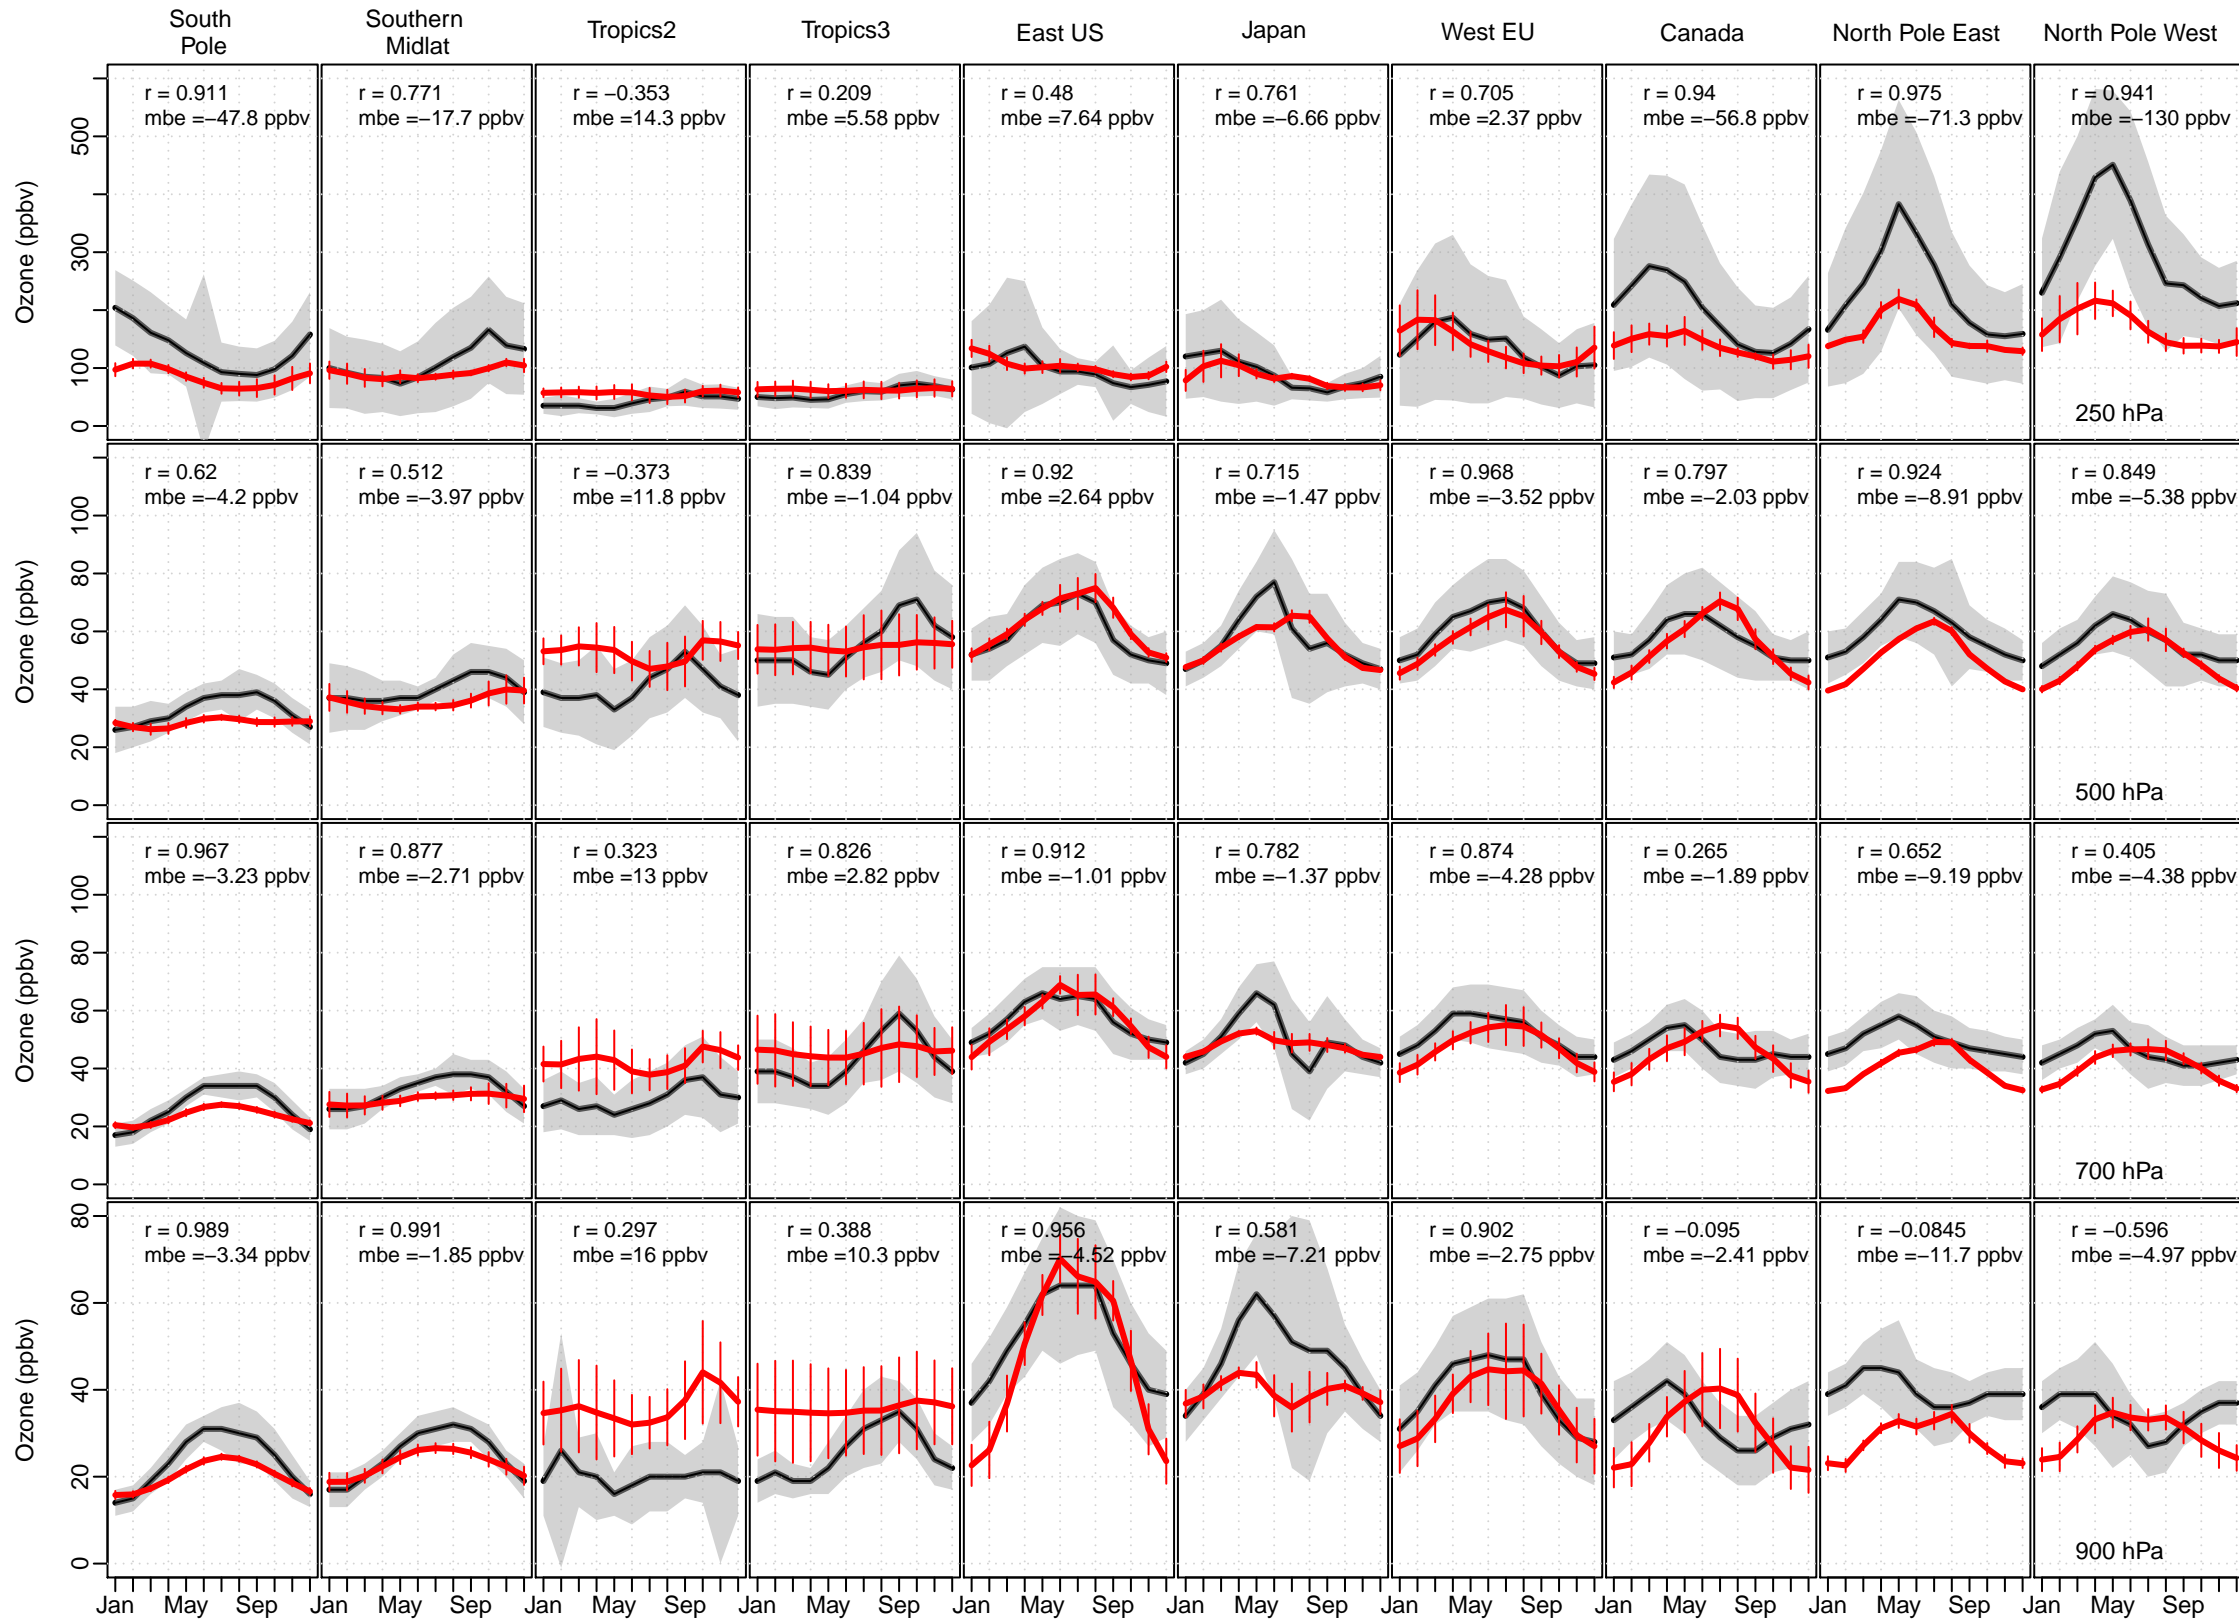 South Pole
Southern Midlat
Tropics2
Tropics3
East US
Japan
West EU
Canada
North Pole East
North Pole West
Ozone (ppbv)
0 100 300 500
r = 0.911
mbe =−47.8 ppbv
r = 0.771
mbe =−17.7 ppbv
r = −0.353
mbe =14.3 ppbv
r = 0.209
mbe =5.58 ppbv
r = 0.48
mbe =7.64 ppbv
r = 0.761
mbe =−6.66 ppbv
r = 0.705
mbe =2.37 ppbv
r = 0.94
mbe =−56.8 ppbv
r = 0.975
mbe =−71.3 ppbv
r = 0.941
mbe =−130 ppbv
250 hPa
Ozone (ppbv)
0 20 40 60 80 100
r = 0.62
mbe =−4.2 ppbv
r = 0.512
mbe =−3.97 ppbv
r = −0.373
mbe =11.8 ppbv
r = 0.839
mbe =−1.04 ppbv
r = 0.92
mbe =2.64 ppbv
r = 0.715
mbe =−1.47 ppbv
r = 0.968
mbe =−3.52 ppbv
r = 0.797
mbe =−2.03 ppbv
r = 0.924
mbe =−8.91 ppbv
r = 0.849
mbe =−5.38 ppbv
500 hPa
Ozone (ppbv)
0 20 40 60 80 100
r = 0.967
mbe =−3.23 ppbv
r = 0.877
mbe =−2.71 ppbv
r = 0.323
mbe =13 ppbv
r = 0.826
mbe =2.82 ppbv
r = 0.912
mbe =−1.01 ppbv
r = 0.782
mbe =−1.37 ppbv
r = 0.874
mbe =−4.28 ppbv
r = 0.265
mbe =−1.89 ppbv
r = 0.652
mbe =−9.19 ppbv
r = 0.405
mbe =−4.38 ppbv
700 hPa
Ozone (ppbv)
0 20 40 60 80
r = 0.989
mbe =−3.34 ppbv
r = 0.991
mbe =−1.85 ppbv
r = 0.297
mbe =16 ppbv
r = 0.388
mbe =10.3 ppbv
r = 0.956
mbe =−4.52 ppbv
r = 0.581
mbe =−7.21 ppbv
r = 0.902
mbe =−2.75 ppbv
r = −0.095
mbe =−2.41 ppbv
r = −0.0845
mbe =−11.7 ppbv
r = −0.596
mbe =−4.97 ppbv
900 hPa
Jan May Sep Jan May Sep Jan May Sep Jan May Sep Jan May Sep Jan May Sep Jan May Sep Jan May Sep Jan May Sep Jan May Sep